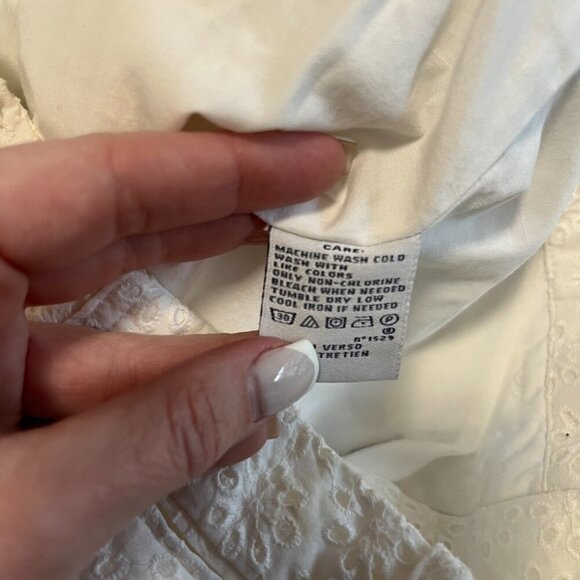 CARE:
MACHINE WASH COLD
WASH WITH
LIKE COLORS
ONLY NON-CHLORINE
BLEACH WHEN NEEDED
TUMBLE DRY LOW
COOL IRON IF NEEDED
30 P
n°1529
VERSO